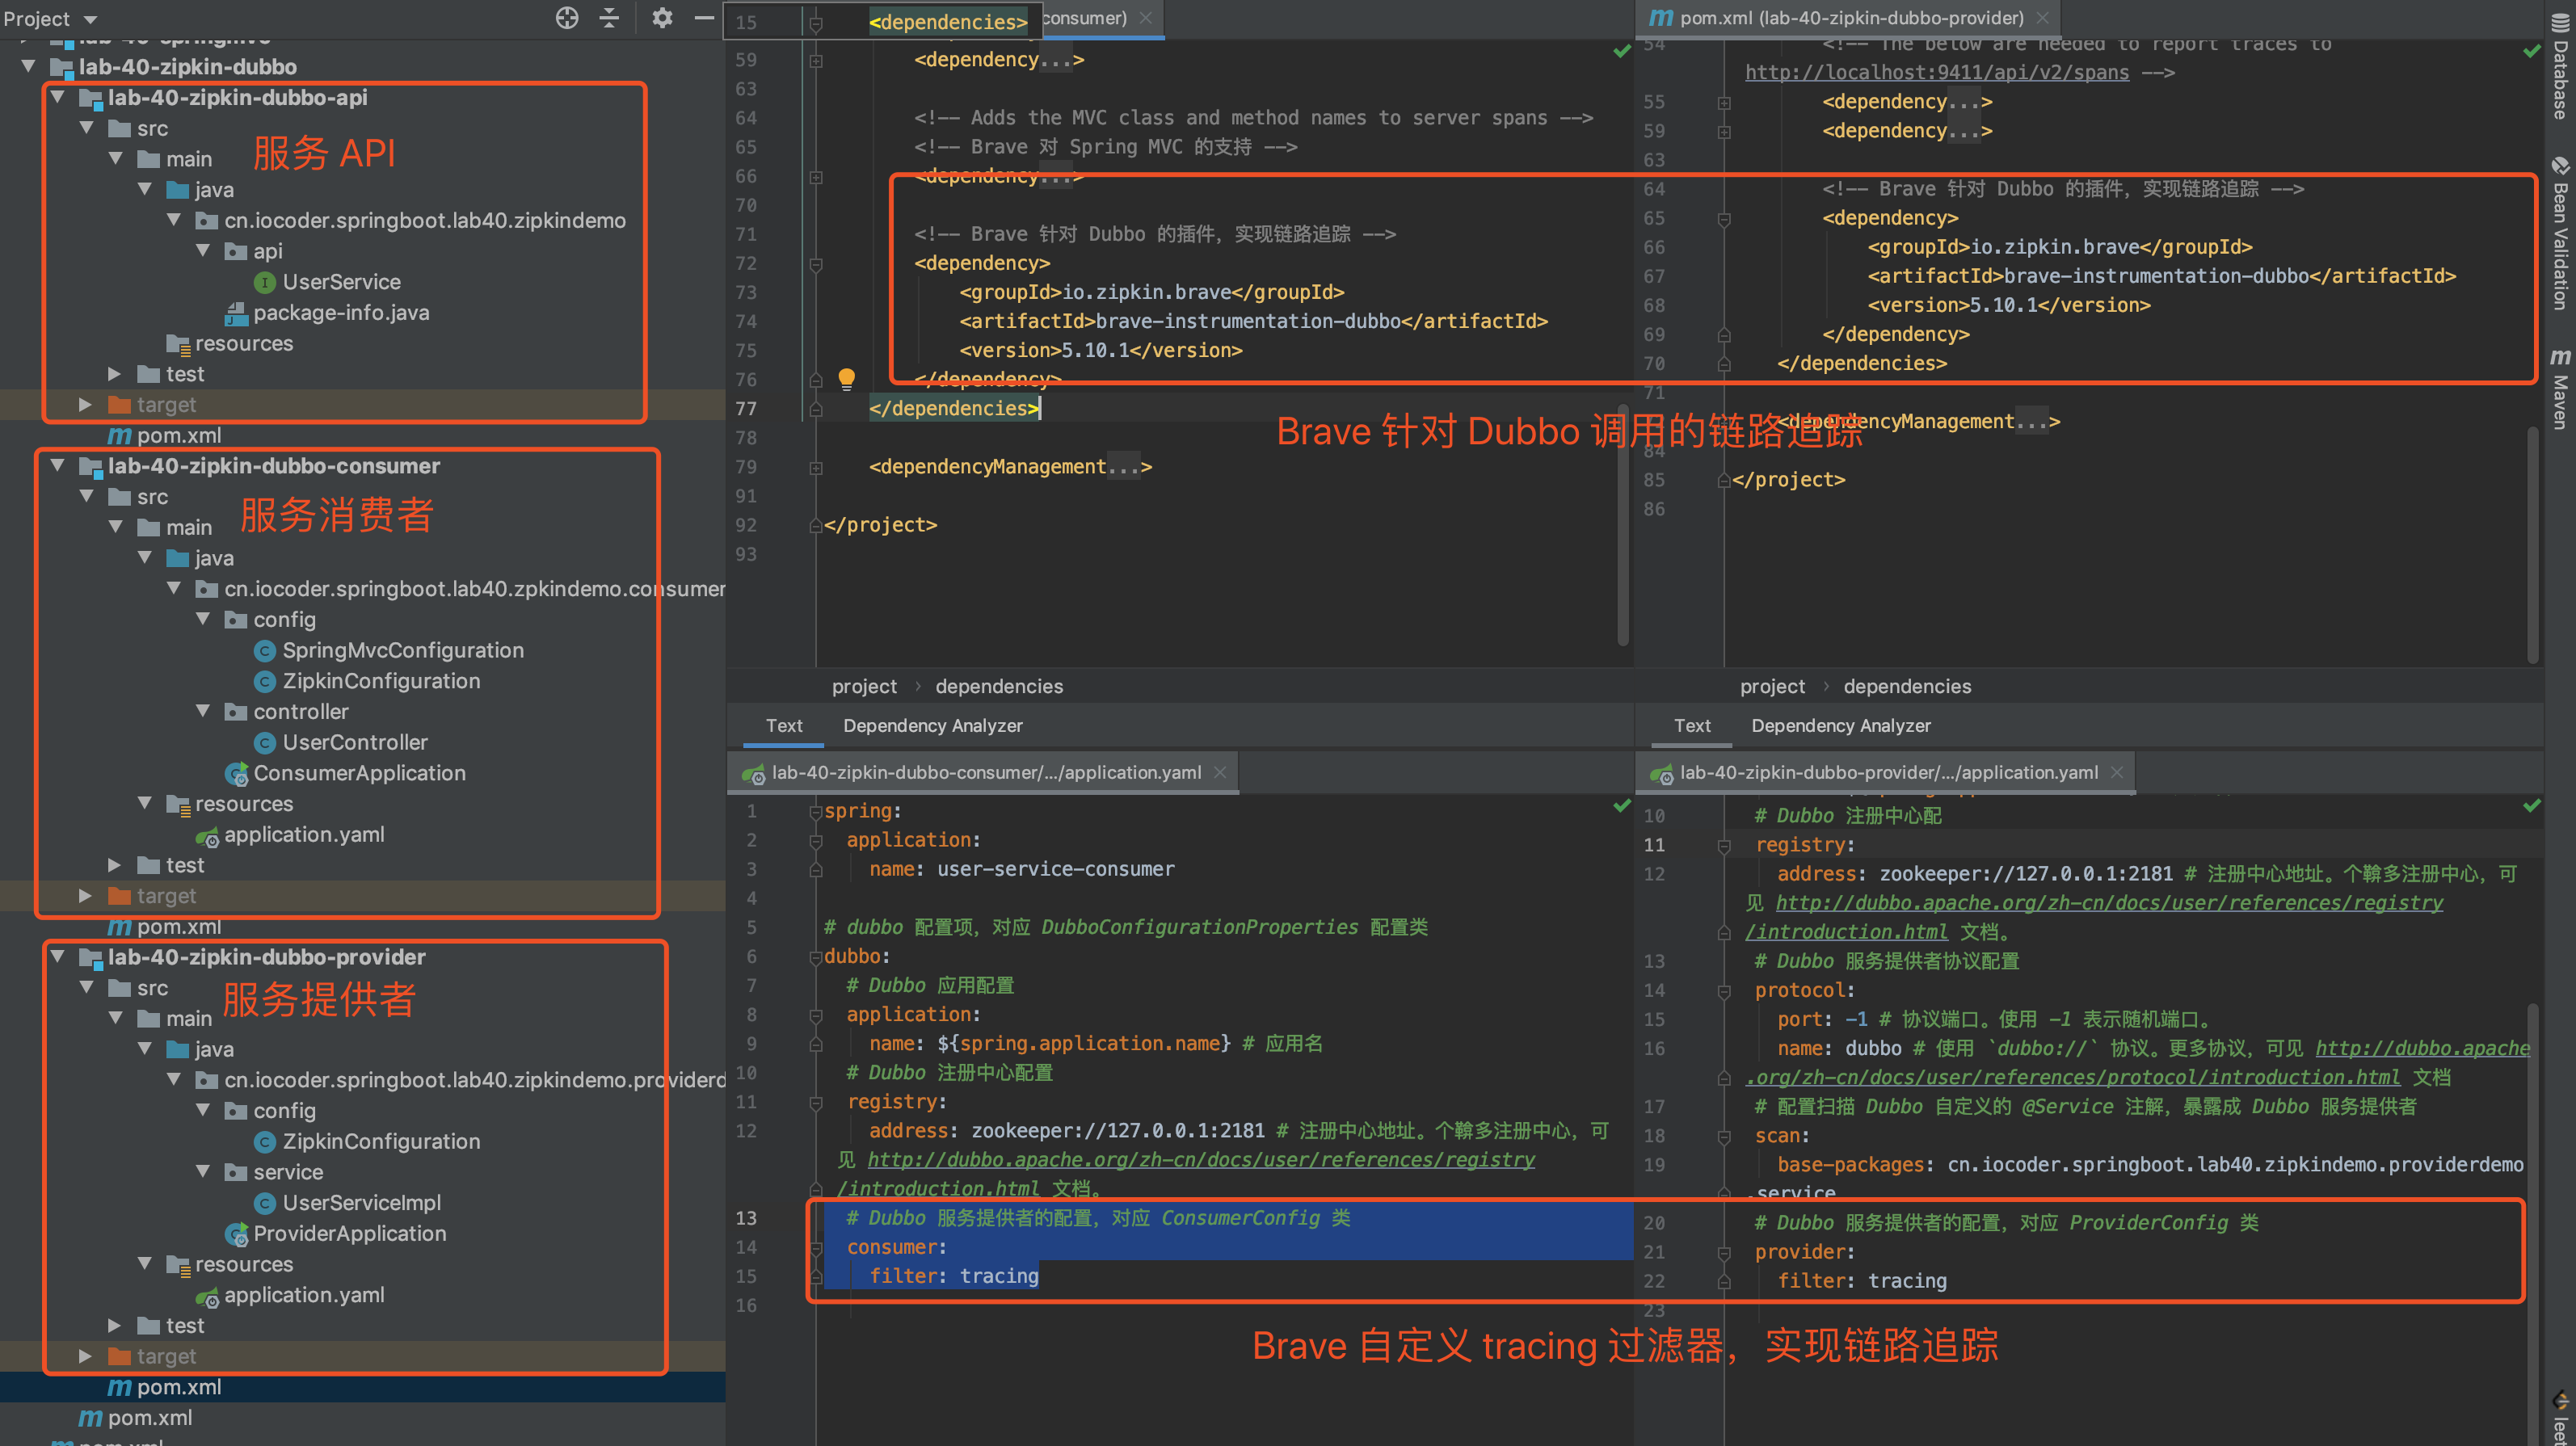 Project
lab-40-zipkin-dubbo
lab-40-zipkin-dubbo-api
src
服务 API
main
java
cn.iocoder.springboot.lab40.zipkindemo
api
UserService
package-info.java
resources
test
target
pom.xml
lab-40-zipkin-dubbo-consumer
src
服务消费者
main
java
cn.iocoder.springboot.lab40.zpkindemo.consumer
config
SpringMvcConfiguration
ZipkinConfiguration
controller
UserController
ConsumerApplication
resources
application.yaml
test
target
pom.xml
lab-40-zipkin-dubbo-provider
src
服务提供者
main
java
cn.iocoder.springboot.lab40.zipkindemo.providerd
config
ZipkinConfiguration
service
UserServiceImpl
ProviderApplication
resources
application.yaml
test
target
pom.xml
pom.xml
consumer)
15 <dependencies>
59 <dependency...>
63
64 <!-- Adds the MVC class and method names to server spans -->
65 <!-- Brave 对 Spring MVC 的支持 -->
66 <dependency...>
70
71 <!-- Brave 针对 Dubbo 的插件，实现链路追踪 -->
72 <dependency>
73 <groupId>io.zipkin.brave</groupId>
74 <artifactId>brave-instrumentation-dubbo</artifactId>
75 <version>5.10.1</version>
76 </dependency>
77 </dependencies>
78
79 <dependencyManagement...>
91
92 </project>
93
project › dependencies
Text Dependency Analyzer
pom.xml (lab-40-zipkin-dubbo-provider)
54 <!-- The below are needed to report traces to
http://localhost:9411/api/v2/spans -->
55 <dependency...>
59 <dependency...>
63
64 <!-- Brave 针对 Dubbo 的插件，实现链路追踪 -->
65 <dependency>
66 <groupId>io.zipkin.brave</groupId>
67 <artifactId>brave-instrumentation-dubbo</artifactId>
68 <version>5.10.1</version>
69 </dependency>
70 </dependencies>
71
<dependencyManagement...>
84
85 </project>
86
Brave 针对 Dubbo 调用的链路追踪
project › dependencies
Text Dependency Analyzer
lab-40-zipkin-dubbo-consumer/.../application.yaml
1 spring:
2 application:
3 name: user-service-consumer
4
5 # dubbo 配置项，对应 DubboConfigurationProperties 配置类
6 dubbo:
7 # Dubbo 应用配置
8 application:
9 name: ${spring.application.name} # 应用名
10 # Dubbo 注册中心配置
11 registry:
12 address: zookeeper://127.0.0.1:2181 # 注册中心地址。个鞥多注册中心，可
见 http://dubbo.apache.org/zh-cn/docs/user/references/registry
/introduction.html 文档。
13 # Dubbo 服务提供者的配置，对应 ConsumerConfig 类
14 consumer:
15 filter: tracing
16
lab-40-zipkin-dubbo-provider/.../application.yaml
10 # Dubbo 注册中心配
11 registry:
12 address: zookeeper://127.0.0.1:2181 # 注册中心地址。个鞥多注册中心，可
见 http://dubbo.apache.org/zh-cn/docs/user/references/registry
/introduction.html 文档。
13 # Dubbo 服务提供者协议配置
14 protocol:
15 port: -1 # 协议端口。使用 -1 表示随机端口。
16 name: dubbo # 使用 `dubbo://` 协议。更多协议，可见 http://dubbo.apache
.org/zh-cn/docs/user/references/protocol/introduction.html 文档
17 # 配置扫描 Dubbo 自定义的 @Service 注解，暴露成 Dubbo 服务提供者
18 scan:
19 base-packages: cn.iocoder.springboot.lab40.zipkindemo.providerdemo
.service
20 # Dubbo 服务提供者的配置，对应 ProviderConfig 类
21 provider:
22 filter: tracing
23
Brave 自定义 tracing 过滤器，实现链路追踪
Database
Bean Validation
Maven
leet